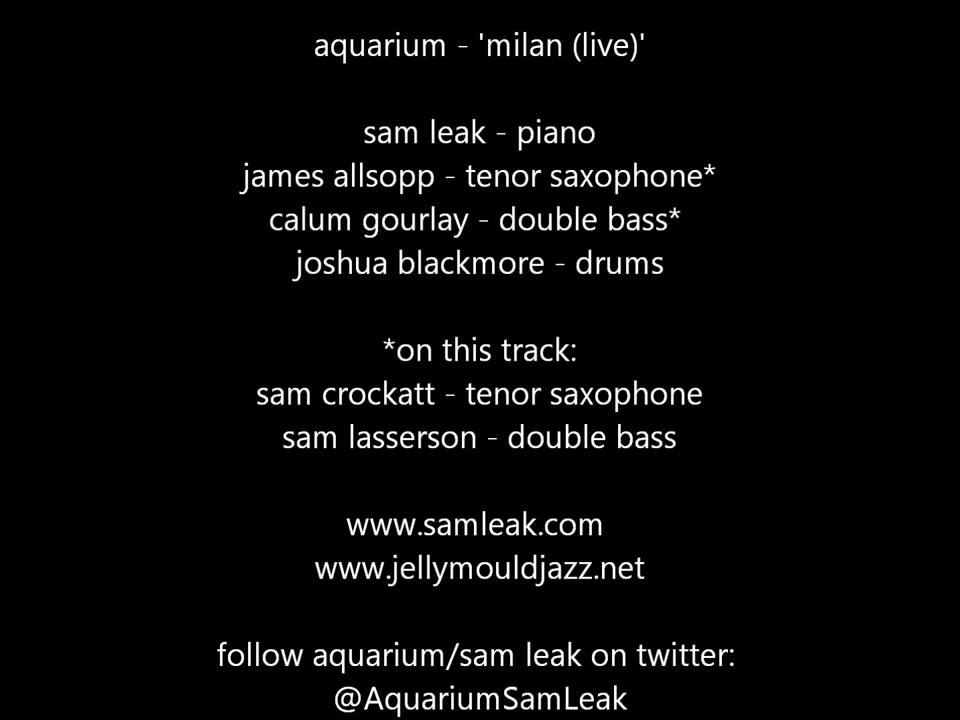 aquarium - 'milan (live)'
sam leak - piano
james allsopp - tenor saxophone*
calum gourlay - double bass*
joshua blackmore - drums
*on this track:
sam crockatt - tenor saxophone
sam lasserson - double bass
www.samleak.com
www.jellymouldjazz.net
follow aquarium/sam leak on twitter:
@AquariumSamLeak